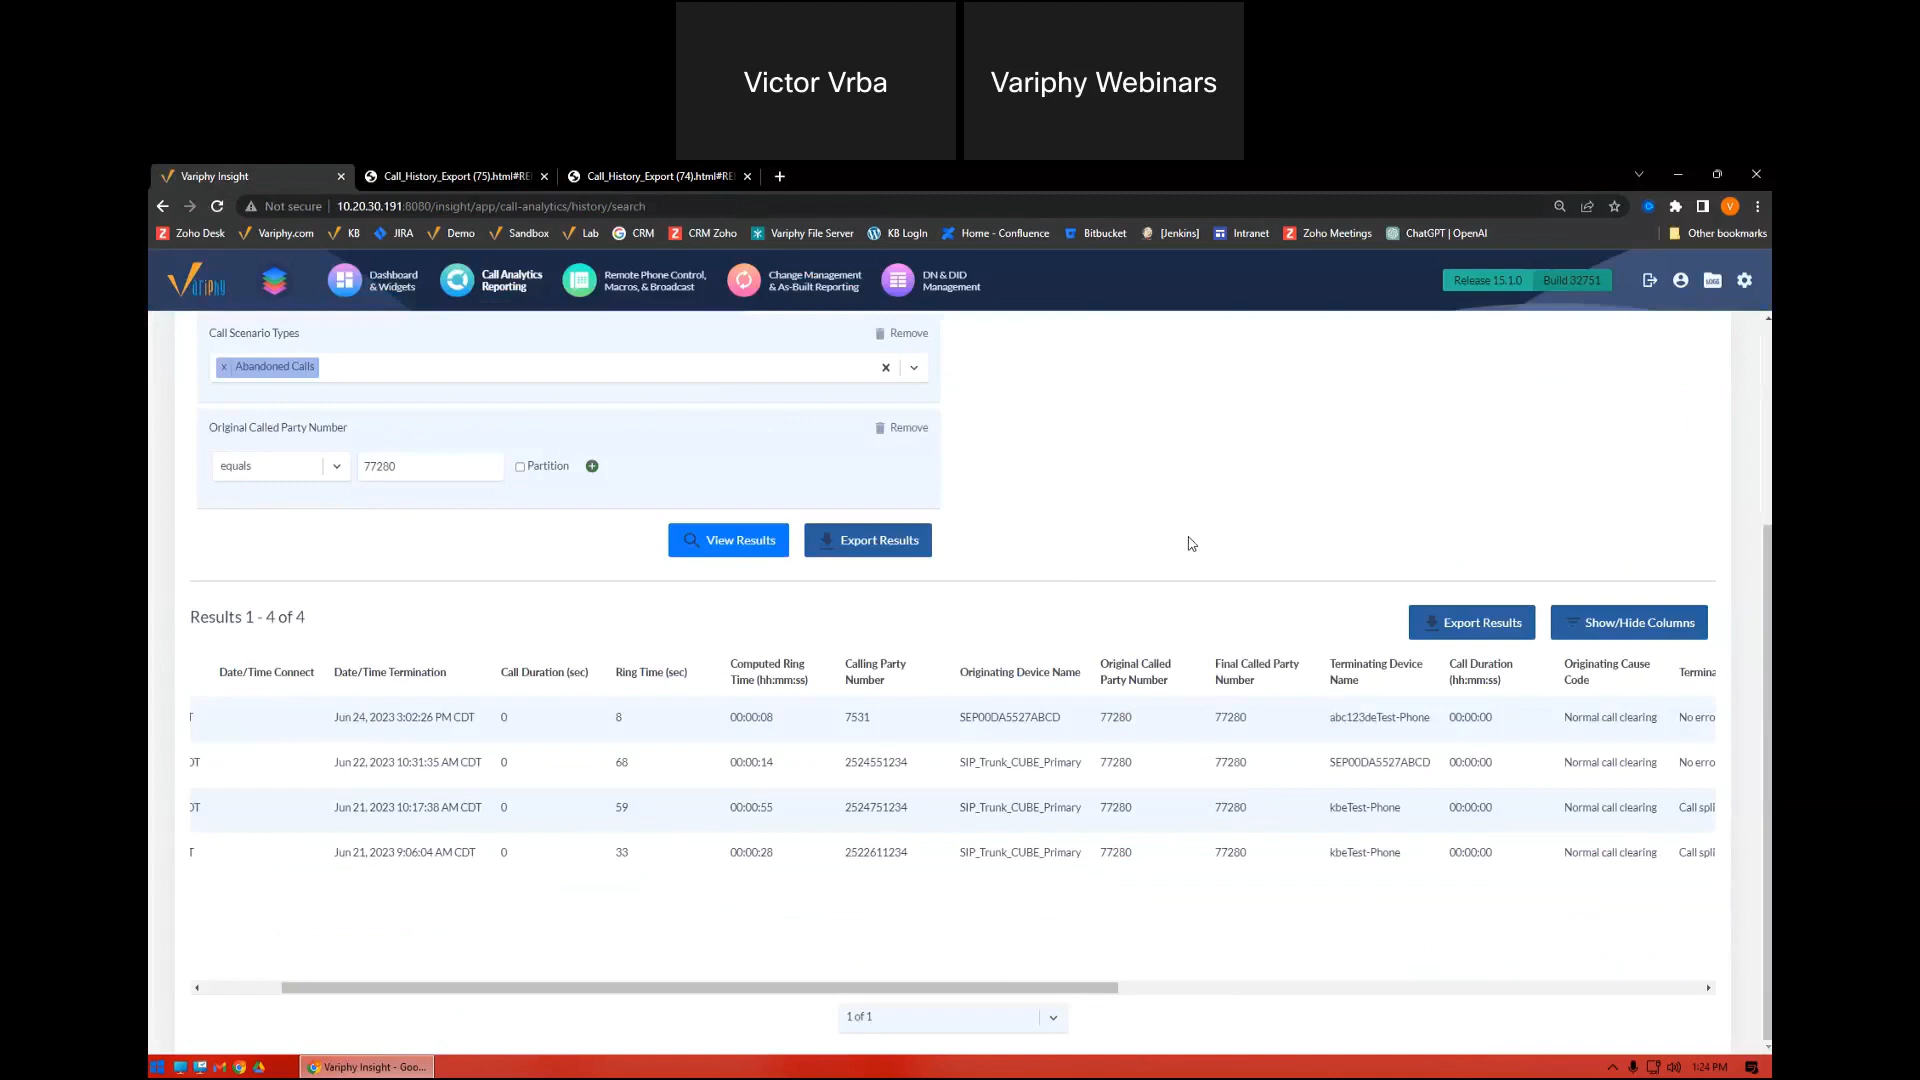 Victor Vrba
Variphy Webinars
Variphy Insight
Call_History_Export (75).html#RE
Call_History_Export (74).html#RE
Not secure
10.20.30.191:8080/insight/app/call-analytics/history/search
Zoho Desk Variphy.com KB JIRA Demo Sandbox Lab CRM CRM Zoho Variphy File Server KB LogIn Home - Confluence Bitbucket [Jenkins] Intranet Zoho Meetings ChatGPT | OpenAI Other bookmarks
Variphy
Dashboard
& Widgets
Call Analytics
Reporting
Remote Phone Control,
Macros, & Broadcast
Change Management
& As-Built Reporting
DN & DID
Management
Release 15.1.0 Build 32751
LOGS
Call Scenario Types
Remove
x Abandoned Calls
Original Called Party Number
Remove
equals
77280
Partition
View Results
Export Results
Results 1 - 4 of 4
Export Results
Show/Hide Columns
Date/Time Connect Date/Time Termination Call Duration (sec) Ring Time (sec) Computed Ring Time (hh:mm:ss) Calling Party Number Originating Device Name Original Called Party Number Final Called Party Number Terminating Device Name Call Duration (hh:mm:ss) Originating Cause Code Termina
T Jun 24, 2023 3:02:26 PM CDT 0 8 00:00:08 7531 SEP00DA5527ABCD 77280 77280 abc123deTest-Phone 00:00:00 Normal call clearing No erro
DT Jun 22, 2023 10:31:35 AM CDT 0 68 00:00:14 2524551234 SIP_Trunk_CUBE_Primary 77280 77280 SEP00DA5527ABCD 00:00:00 Normal call clearing No erro
DT Jun 21, 2023 10:17:38 AM CDT 0 59 00:00:55 2524751234 SIP_Trunk_CUBE_Primary 77280 77280 kbeTest-Phone 00:00:00 Normal call clearing Call spli
T Jun 21, 2023 9:06:04 AM CDT 0 33 00:00:28 2522611234 SIP_Trunk_CUBE_Primary 77280 77280 kbeTest-Phone 00:00:00 Normal call clearing Call spli
1 of 1
Variphy Insight - Goo...
1:24 PM